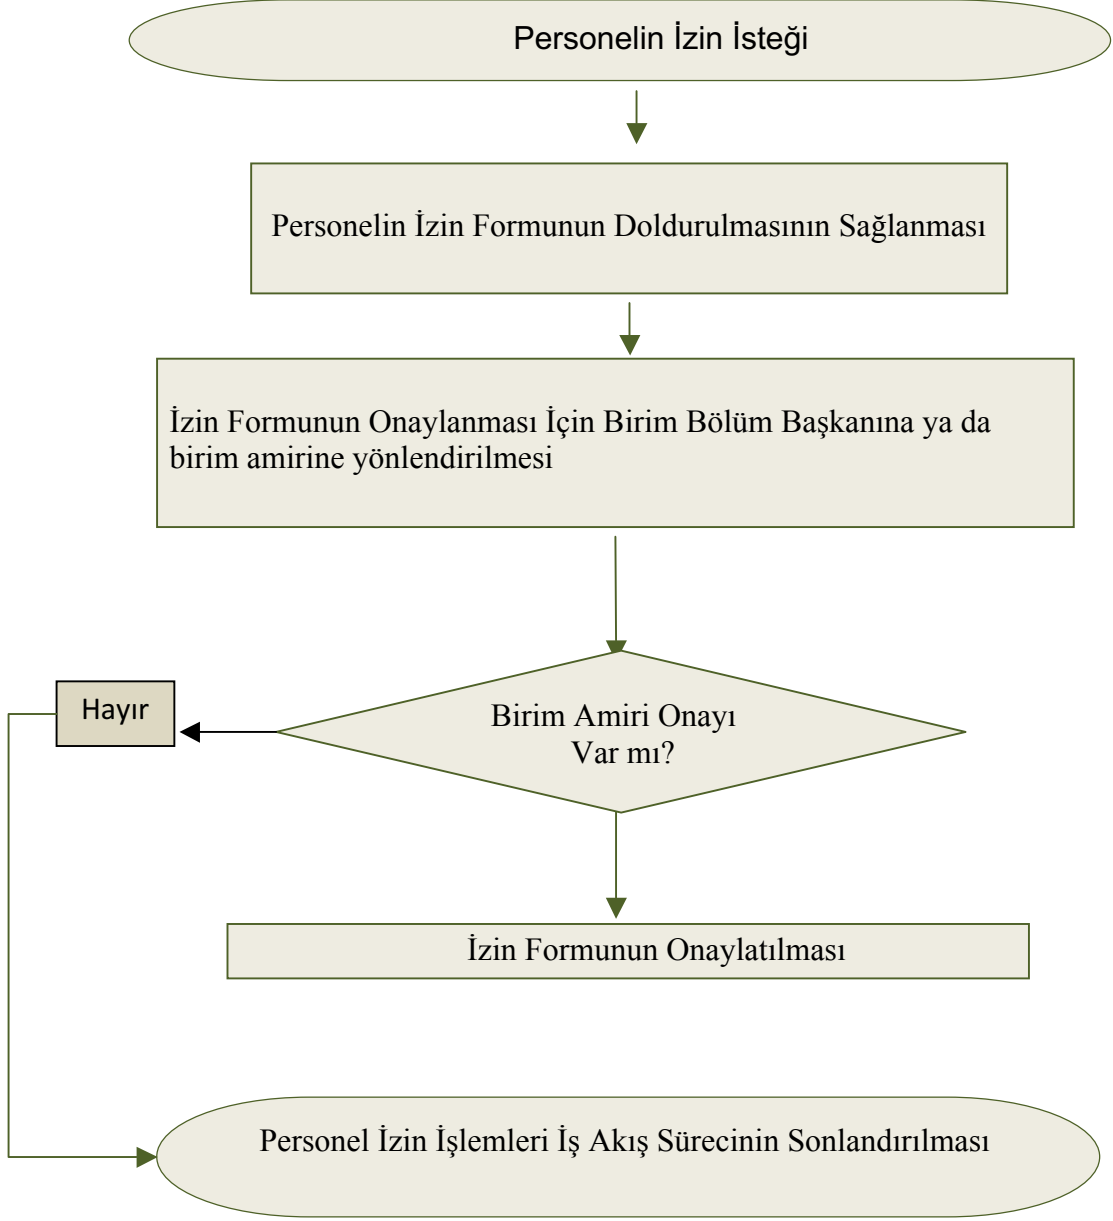 Personelin İzin İsteği
Personelin İzin Formunun Doldurulmasının Sağlanması
İzin Formunun Onaylanması İçin Birim Bölüm Başkanına ya da
birim amirine yönlendirilmesi
Hayır
Birim Amiri Onayı
Var mı?
İzin Formunun Onaylatılması
Personel İzin İşlemleri İş Akış Sürecinin Sonlandırılması